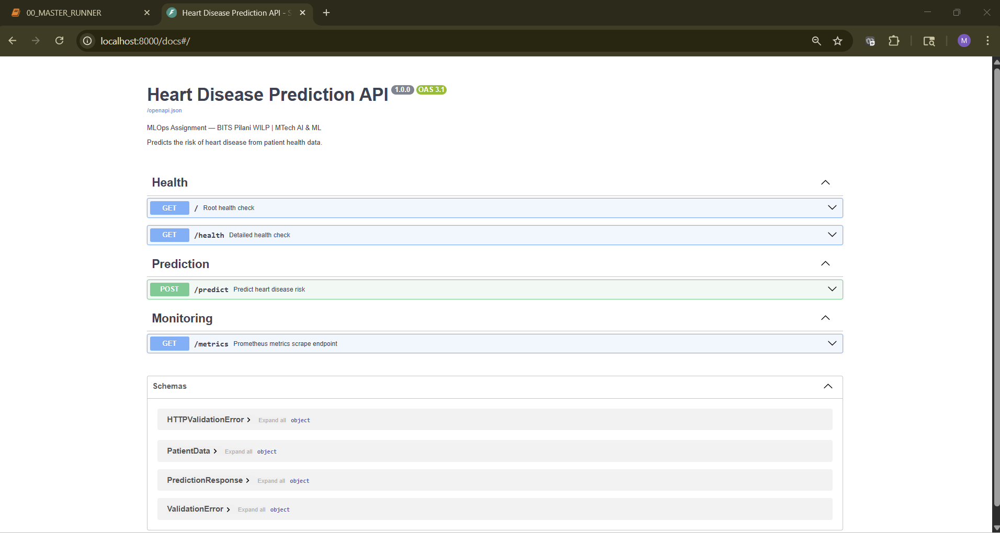 00_MASTER_RUNNER
Heart Disease Prediction API - S
localhost:8000/docs#/
M
Heart Disease Prediction API 1.0.0 OAS 3.1
/openapi.json
MLOps Assignment — BITS Pilani WILP | MTech AI & ML
Predicts the risk of heart disease from patient health data.
Health
GET / Root health check
GET /health Detailed health check
Prediction
POST /predict Predict heart disease risk
Monitoring
GET /metrics Prometheus metrics scrape endpoint
Schemas
HTTPValidationError Expand all object
PatientData Expand all object
PredictionResponse Expand all object
ValidationError Expand all object